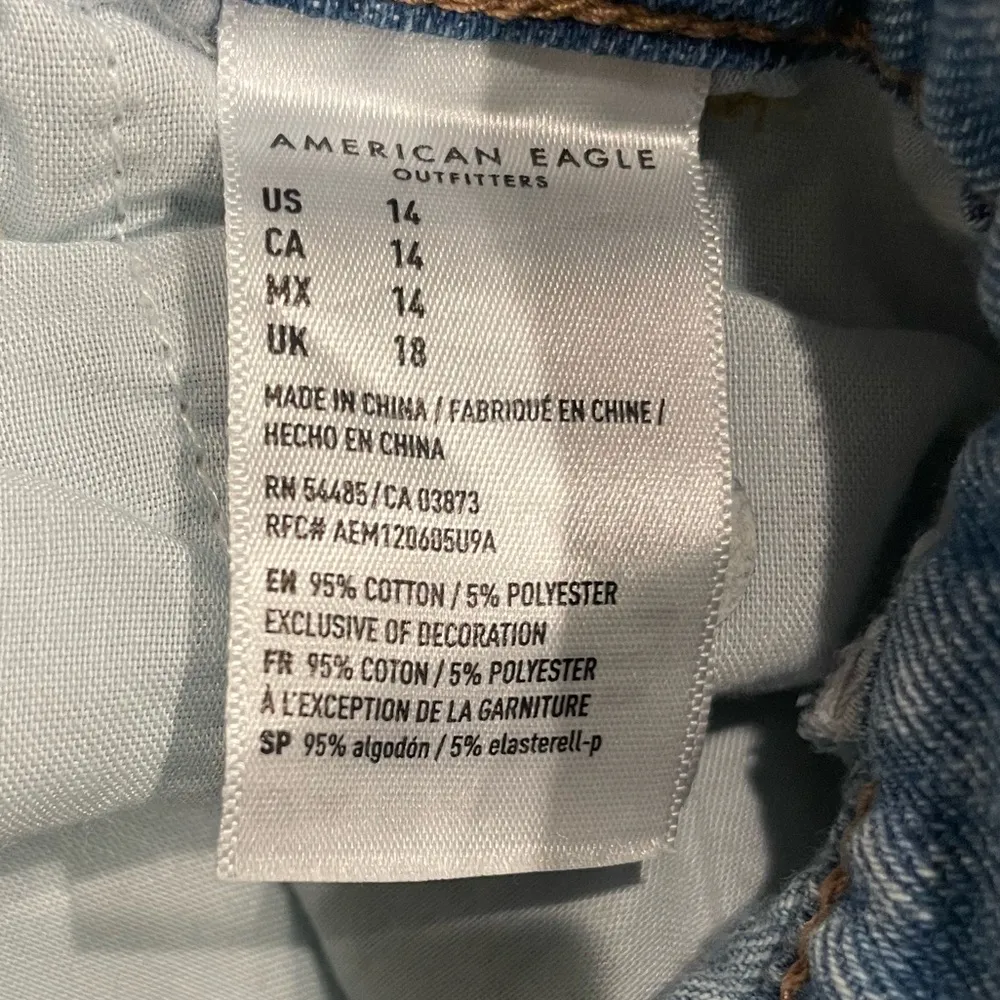 AMERICAN EAGLE
OUTFITTERS
US 14
CA 14
MX 14
UK 18
MADE IN CHINA / FABRIQUÉ EN CHINE /
HECHO EN CHINA
RN 54485/CA 03873
RFC# AEM120605U9A
EN 95% COTTON / 5% POLYESTER
EXCLUSIVE OF DECORATION
FR 95% COTON / 5% POLYESTER
À L'EXCEPTION DE LA GARNITURE
SP 95% algodón / 5% elasterell-p